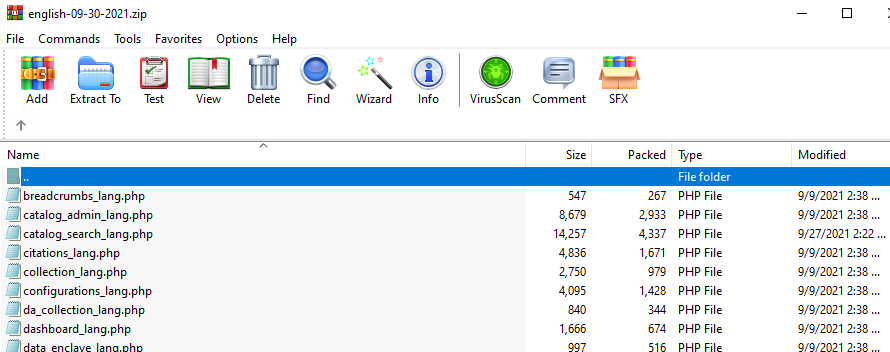 english-09-30-2021.zip
File Commands Tools Favorites Options Help
Add Extract To Test View Delete Find Wizard Info VirusScan Comment SFX
Name Size Packed Type Modified
.. File folder
breadcrumbs_lang.php 547 267 PHP File 9/9/2021 2:38 ...
catalog_admin_lang.php 8,679 2,933 PHP File 9/9/2021 2:38 ...
catalog_search_lang.php 14,257 4,337 PHP File 9/27/2021 2:22 ...
citations_lang.php 4,836 1,671 PHP File 9/9/2021 2:38 ...
collection_lang.php 2,750 979 PHP File 9/9/2021 2:38 ...
configurations_lang.php 4,095 1,428 PHP File 9/9/2021 2:38 ...
da_collection_lang.php 840 344 PHP File 9/9/2021 2:38 ...
dashboard_lang.php 1,666 674 PHP File 9/9/2021 2:38 ...
data_enclave_lang.php 997 516 PHP File 9/9/2021 2:38 ...